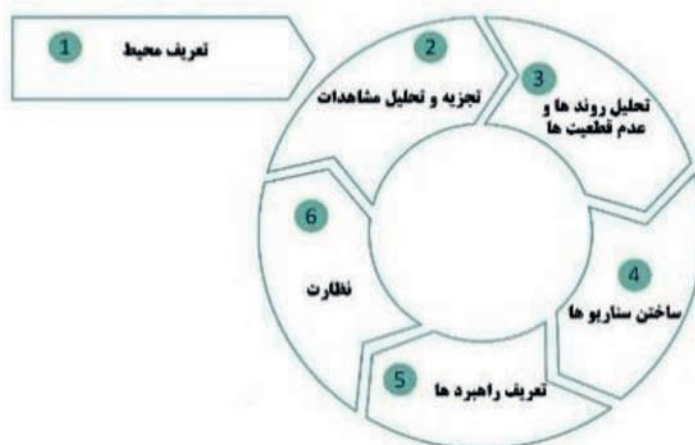 1 تعریف محیط
2
تجزیه و تحلیل مشاهدات
3
تحلیل روند ها و
عدم قطعیت ها
4
ساختن سناریو ها
5 تعریف راهبرد ها
6
نظارت